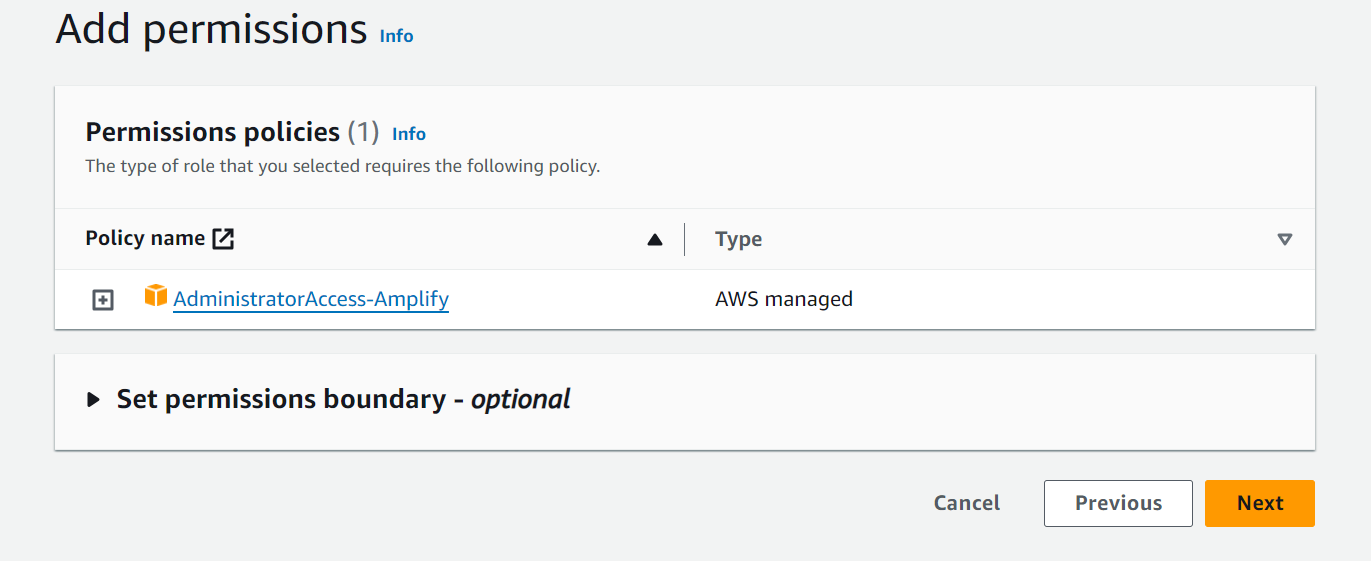 Add permissions Info
Permissions policies (1) Info
The type of role that you selected requires the following policy.
Policy name Type
AdministratorAccess-Amplify AWS managed
Set permissions boundary - optional
Cancel Previous Next